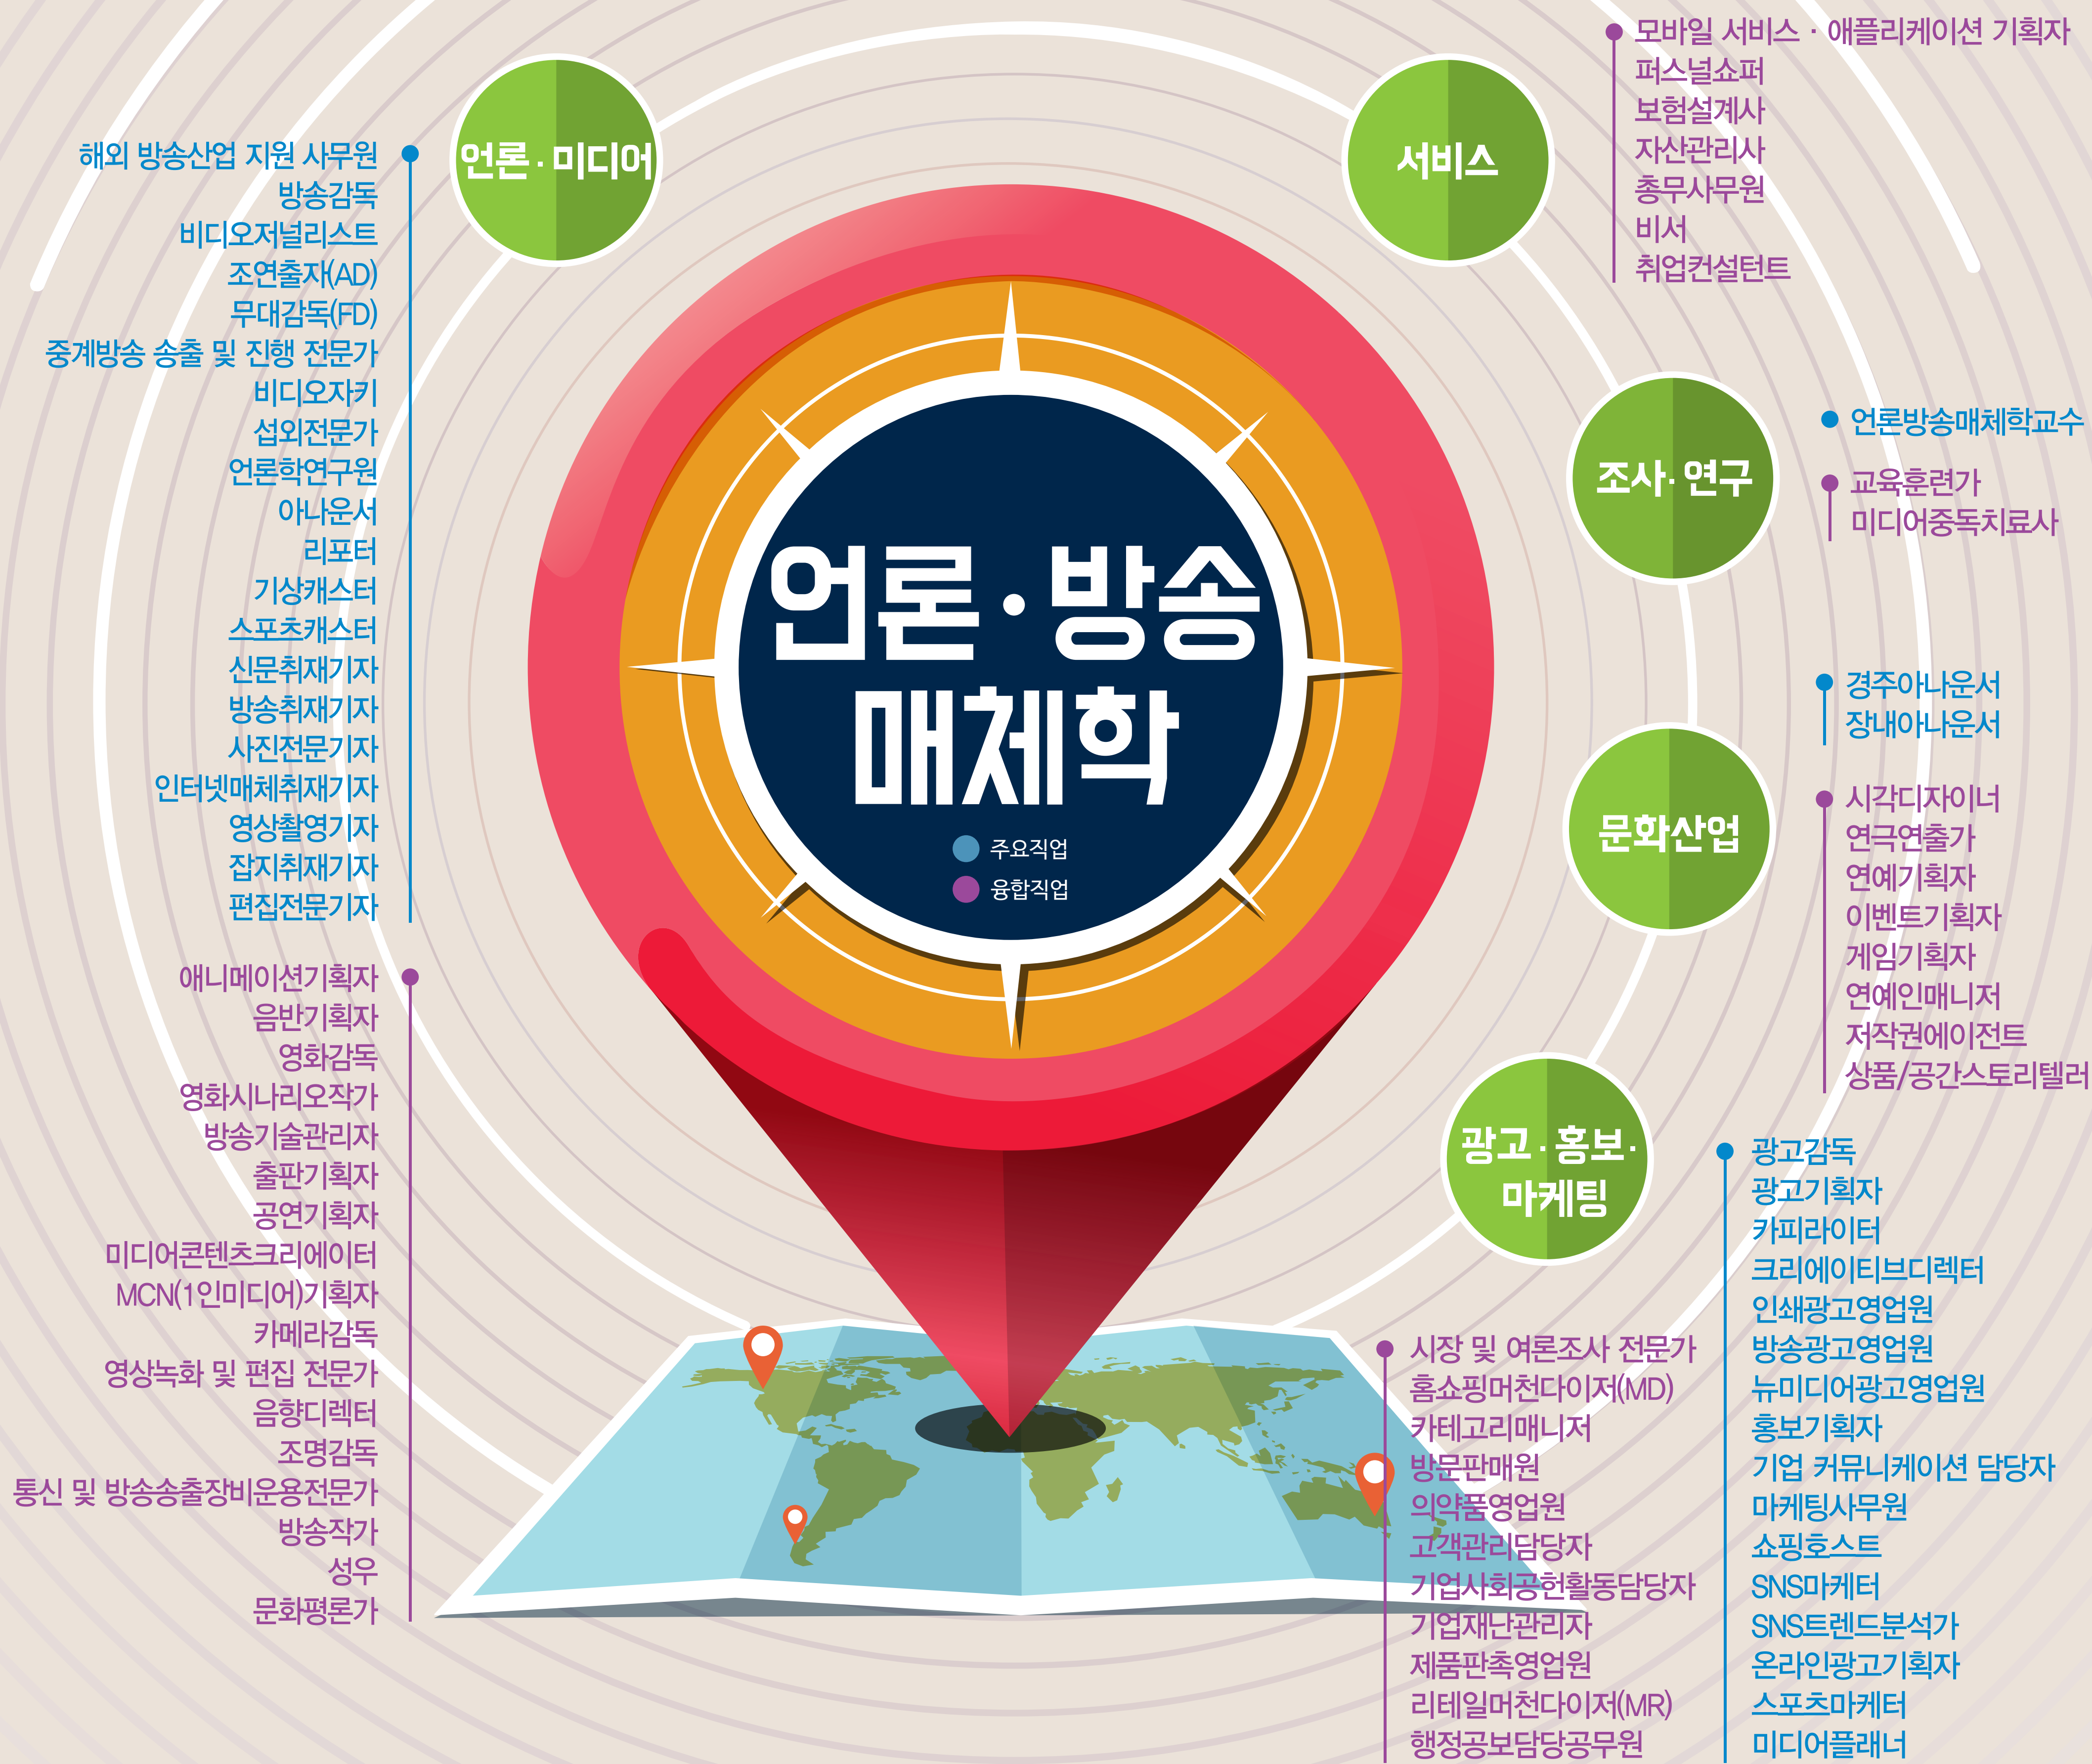 언론·방송
매체학
주요직업
융합직업
언론·미디어
해외 방송산업 지원 사무원
방송감독
비디오저널리스트
조연출자(AD)
무대감독(FD)
중계방송 송출 및 진행 전문가
비디오자키
섭외전문가
언론학연구원
아나운서
리포터
기상캐스터
스포츠캐스터
신문취재기자
방송취재기자
사진전문기자
인터넷매체취재기자
영상촬영기자
잡지취재기자
편집전문기자
애니메이션기획자
음반기획자
영화감독
영화시나리오작가
방송기술관리자
출판기획자
공연기획자
미디어콘텐츠크리에이터
MCN(1인미디어)기획자
카메라감독
영상녹화 및 편집 전문가
음향디렉터
조명감독
통신 및 방송송출장비운용전문가
방송작가
성우
문화평론가
서비스
모바일 서비스 · 애플리케이션 기획자
퍼스널쇼퍼
보험설계사
자산관리사
총무사무원
비서
취업컨설턴트
조사·연구
언론방송매체학교수
교육훈련가
미디어중독치료사
문화산업
경주아나운서
장내아나운서
시각디자이너
연극연출가
연예기획자
이벤트기획자
게임기획자
연예인매니저
저작권에이전트
상품/공간스토리텔러
광고·홍보·
마케팅
광고감독
광고기획자
카피라이터
크리에이티브디렉터
인쇄광고영업원
방송광고영업원
뉴미디어광고영업원
홍보기획자
기업 커뮤니케이션 담당자
마케팅사무원
쇼핑호스트
SNS마케터
SNS트렌드분석가
온라인광고기획자
스포츠마케터
미디어플래너
시장 및 여론조사 전문가
홈쇼핑머천다이저(MD)
카테고리매니저
방문판매원
의약품영업원
고객관리담당자
기업사회공헌활동담당자
기업재난관리자
제품판촉영업원
리테일머천다이저(MR)
행정공보담당공무원